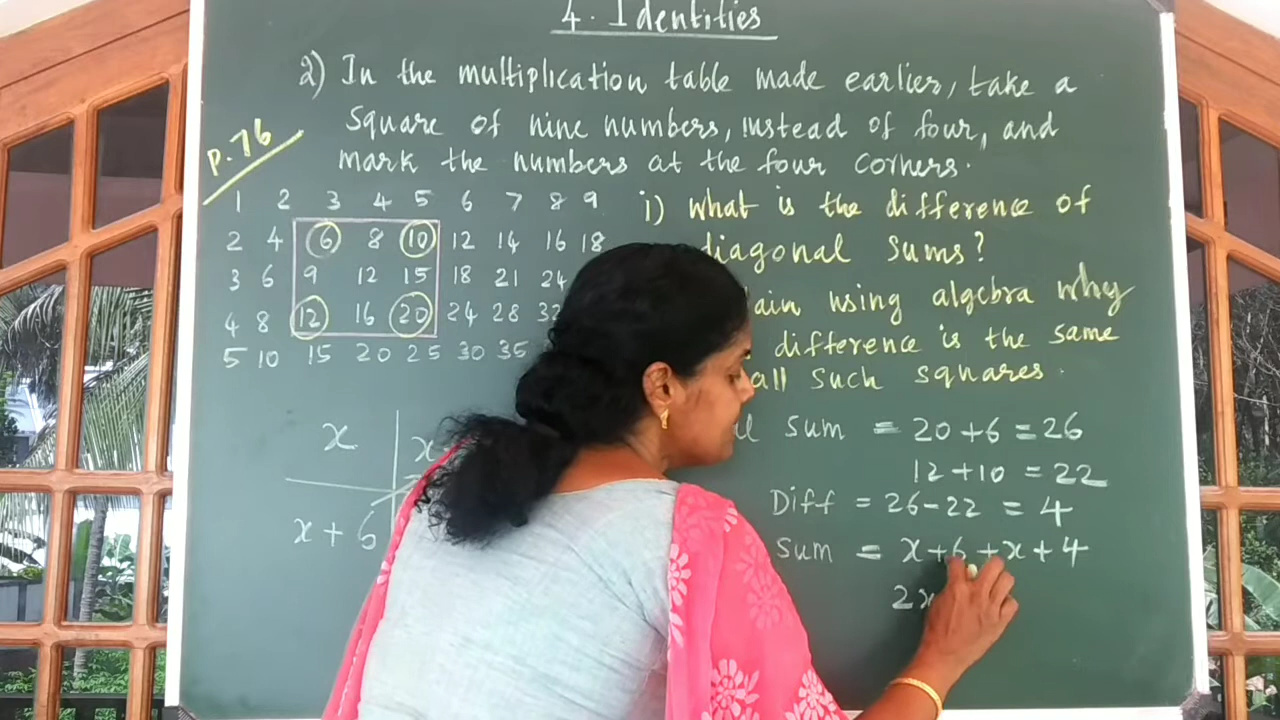 4. Identities
2) In the multiplication table made earlier, take a
square of nine numbers, instead of four, and
mark the numbers at the four corners.
P.76
1 2 3 4 5 6 7 8 9
2 4 6 8 10 12 14 16 18
3 6 9 12 15 18 21 24
4 8 12 16 20 24 28 32
5 10 15 20 25 30 35
i) What is the difference of
diagonal sums?
why
using algebra
difference is the same
all such squares.
sum = 20 + 6 = 26
12 + 10 = 22
Diff = 26 - 22 = 4
sum = x + 6 + x + 4
2x
x
x
x + 6